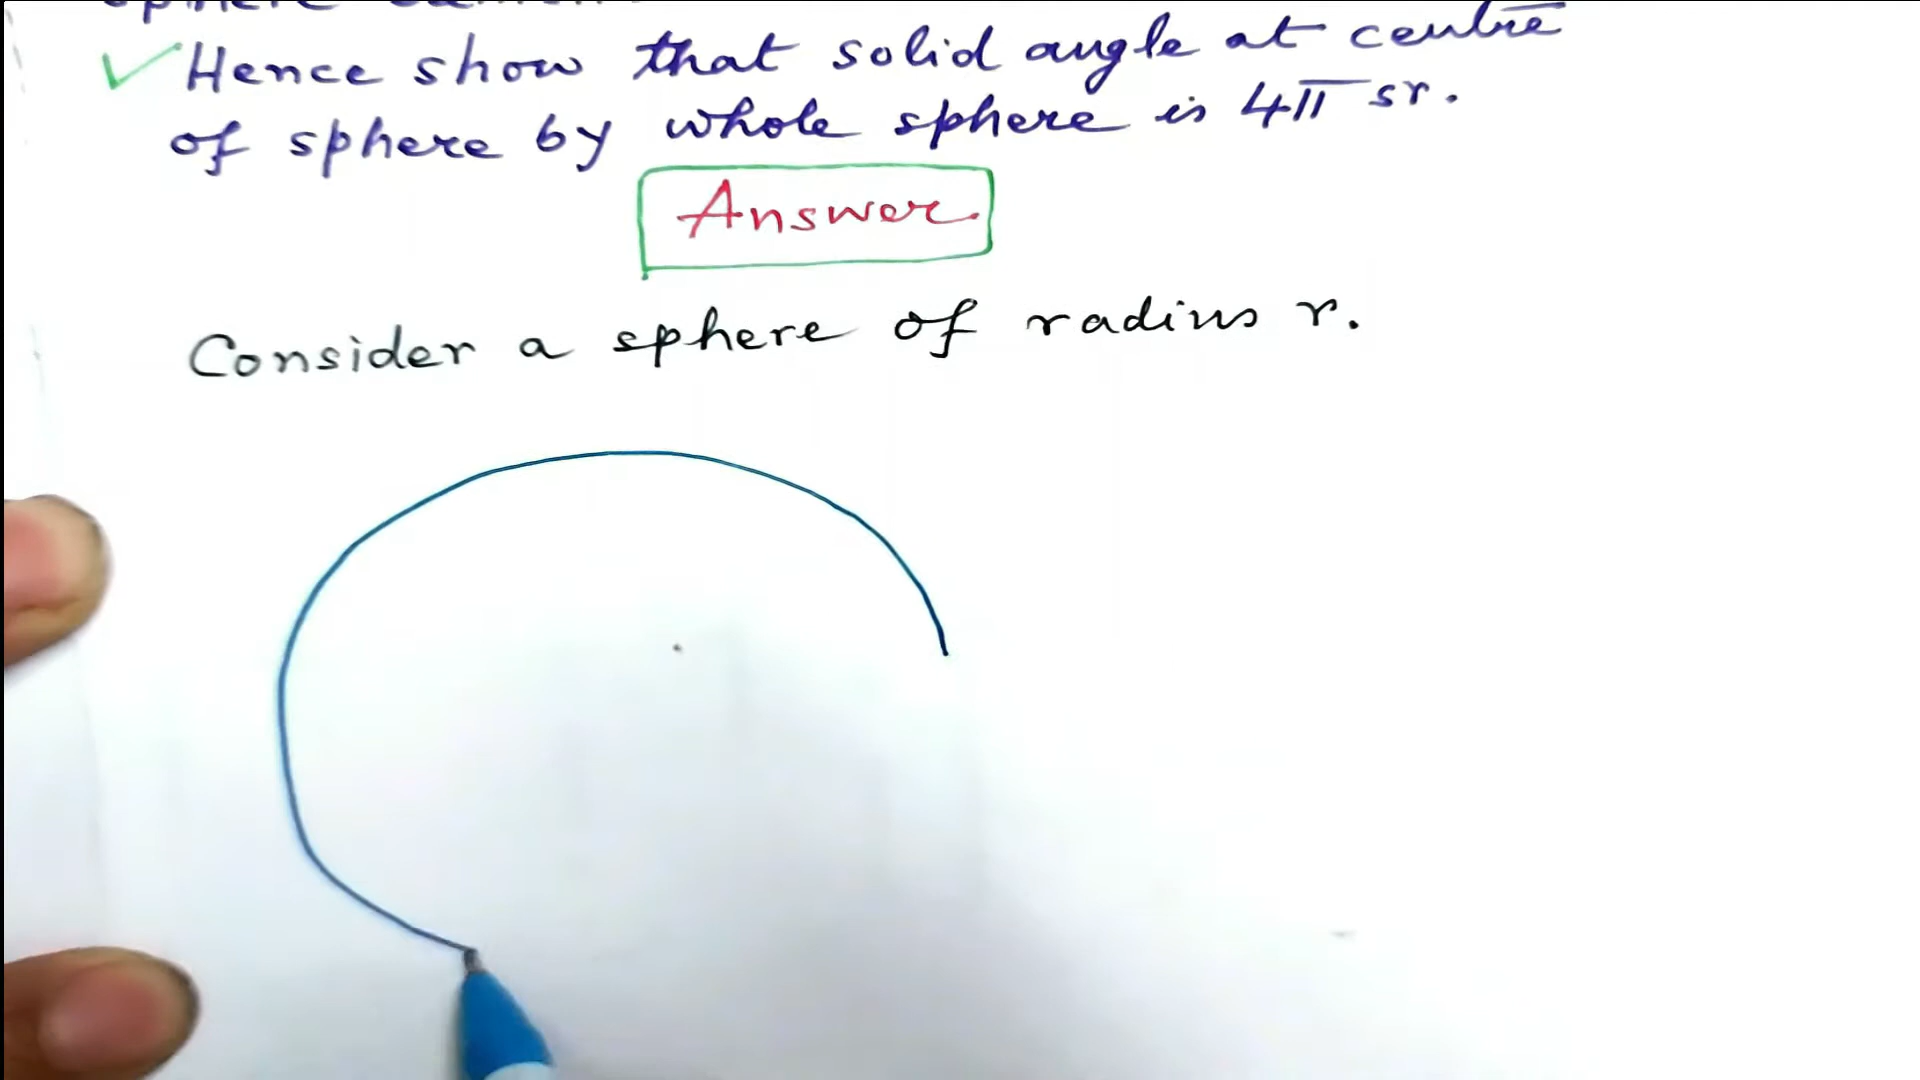 Hence show that solid angle at centre
of sphere by whole sphere is 4π sr.
Answer
Consider a sphere of radius r.